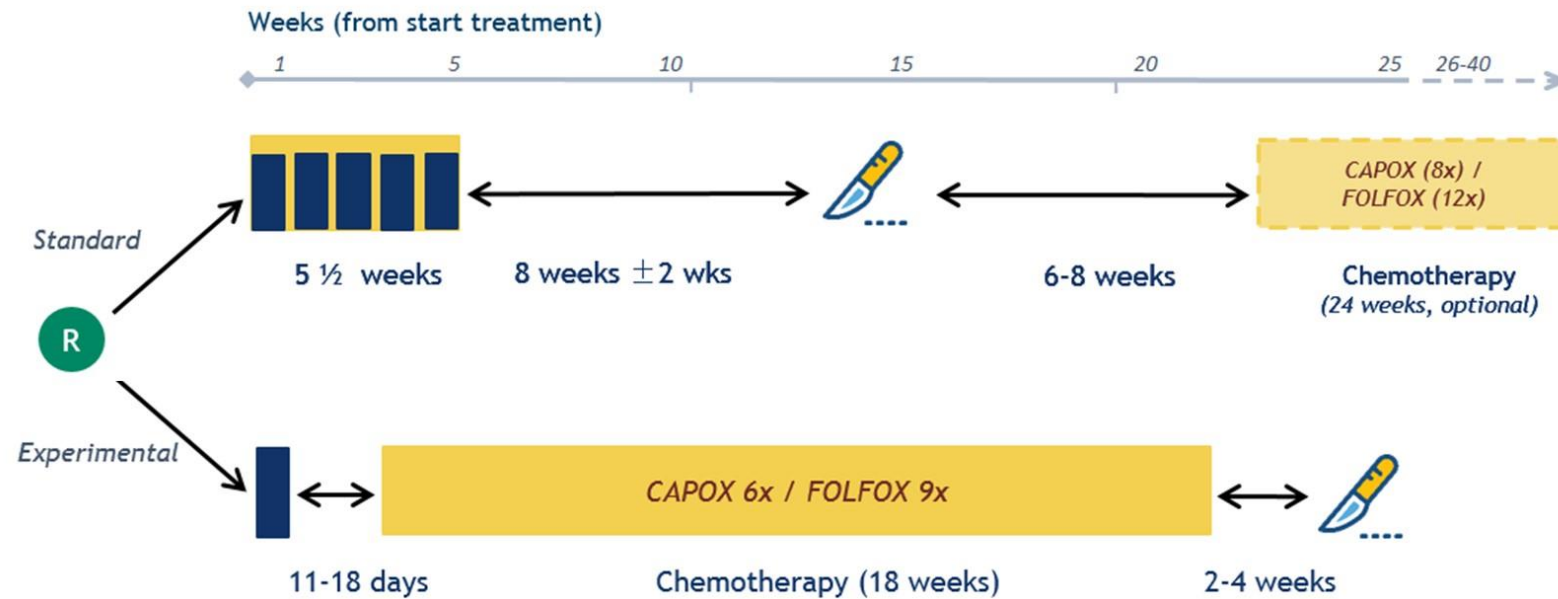 Weeks (from start treatment)
1 5 10 15 20 25 26-40
CAPOX (8x) /
FOLFOX (12x)
Standard
5 ½ weeks
8 weeks ±2 wks
6-8 weeks
Chemotherapy
(24 weeks, optional)
R
Experimental
CAPOX 6x / FOLFOX 9x
11-18 days
Chemotherapy (18 weeks)
2-4 weeks